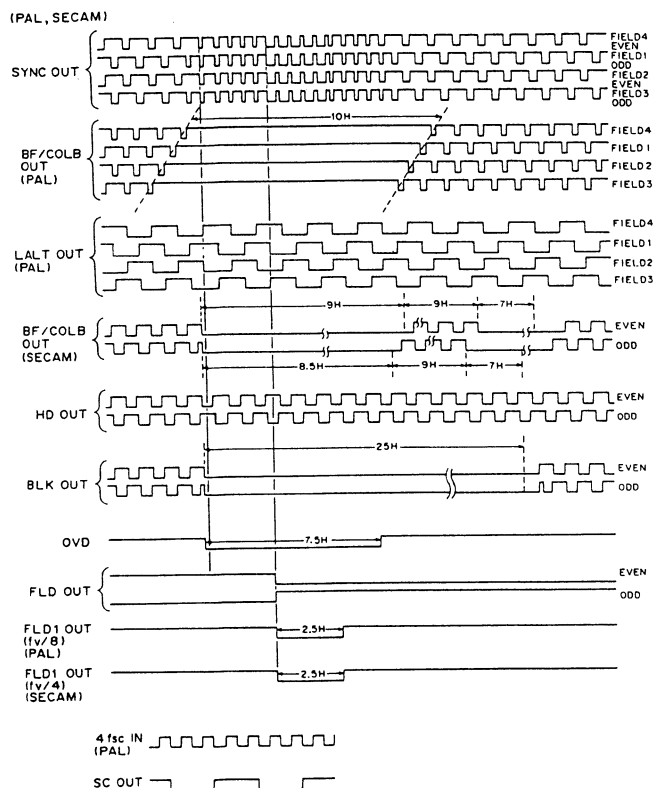 (PAL, SECAM)
SYNC OUT
FIELD4
EVEN
FIELD1
ODD
FIELD2
EVEN
FIELD3
ODD
10H
BF/COLB
OUT
(PAL)
FIELD4
FIELD1
FIELD2
FIELD3
LALT OUT
(PAL)
FIELD4
FIELD1
FIELD2
FIELD3
9H
9H
7H
BF/COLB
OUT
(SECAM)
EVEN
ODD
8.5H
9H
7H
HD OUT
EVEN
ODD
25H
BLK OUT
EVEN
ODD
OVD
7.5H
FLD OUT
EVEN
ODD
FLD1 OUT
(fv/8)
(PAL)
2.5H
FLD1 OUT
(fv/4)
(SECAM)
2.5H
4 fsc IN
(PAL)
SC OUT